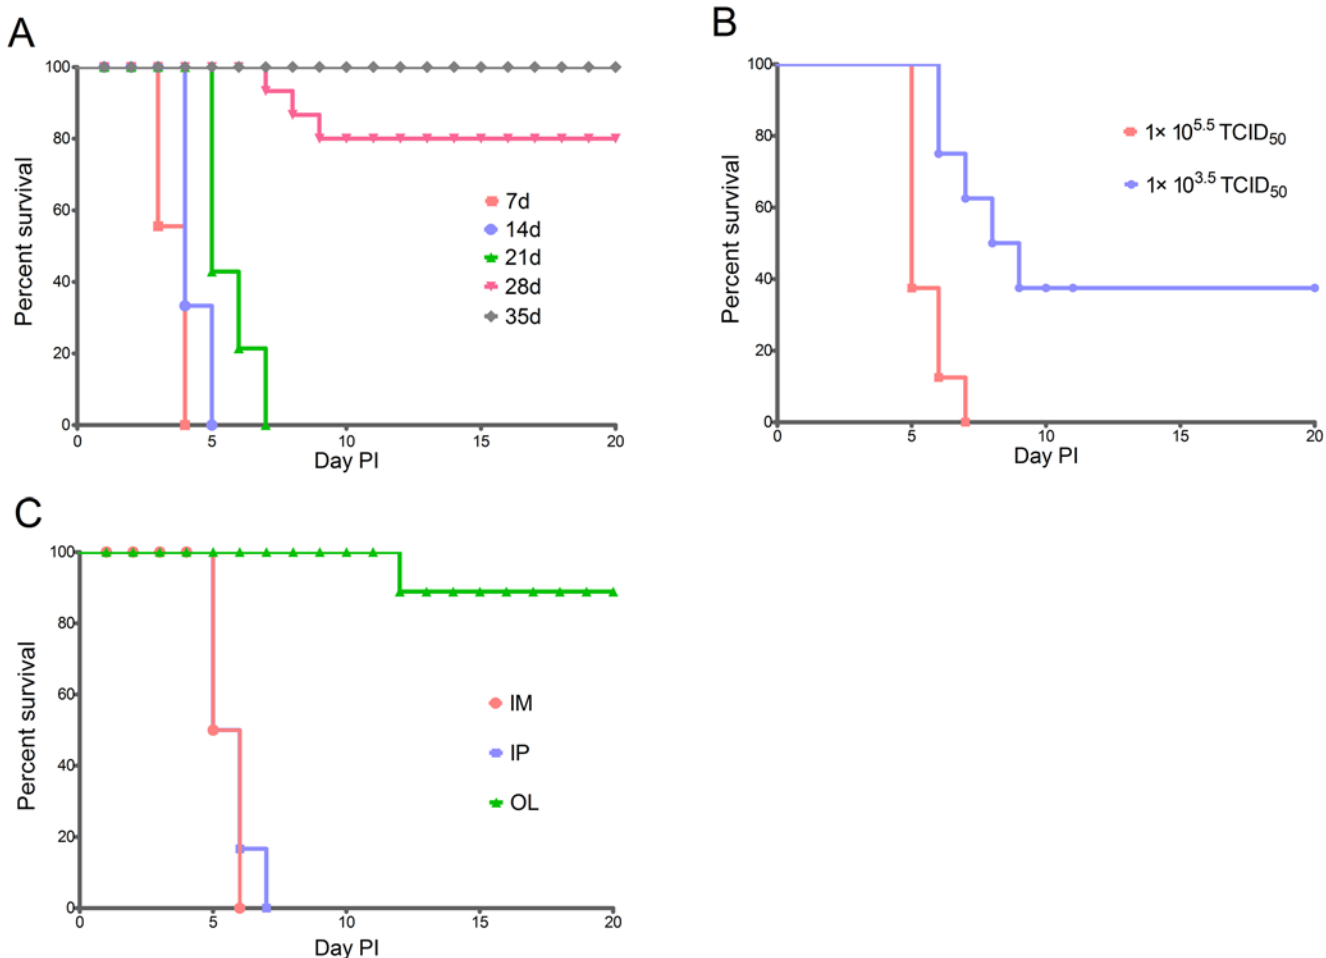 A
Percent survival
100
80
60
40
20
0
0 5 10 15 20
Day PI
7d
14d
21d
28d
35d
B
Percent survival
100
80
60
40
20
0
0 5 10 15 20
Day PI
1× 10^5.5 TCID50
1× 10^3.5 TCID50
C
Percent survival
100
80
60
40
20
0
0 5 10 15 20
Day PI
IM
IP
OL